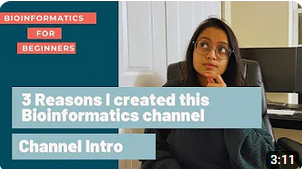 BIOINFORMATICS
FOR
BEGINNERS
3 Reasons I created this
Bioinformatics channel
Channel Intro
3:11